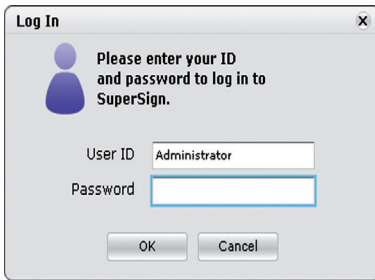 Log In
Please enter your ID
and password to log in to
SuperSign.
User ID Administrator
Password
OK Cancel